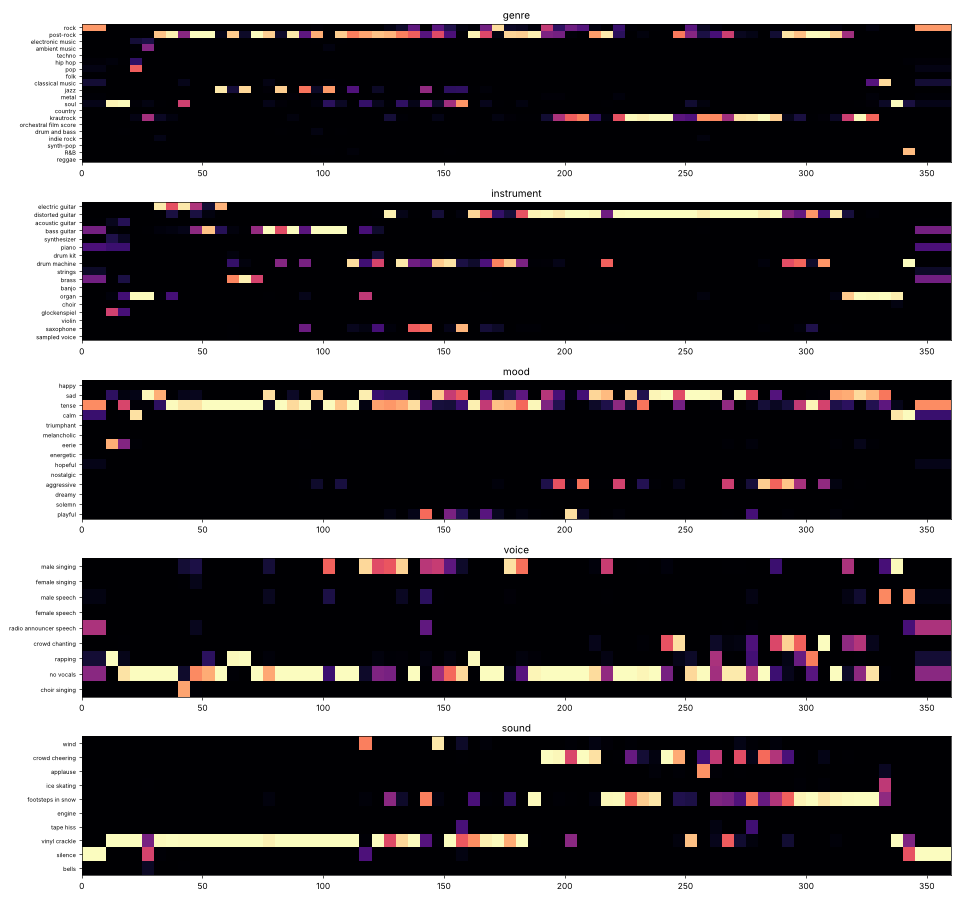 genre
rock
post-rock
electronic music
ambient music
techno
hip hop
pop
folk
classical music
jazz
metal
soul
country
krautrock
orchestral film score
drum and bass
indie rock
synth-pop
R&B
reggae
0 50 100 150 200 250 300 350
instrument
electric guitar
distorted guitar
acoustic guitar
bass guitar
synthesizer
piano
drum kit
drum machine
strings
brass
banjo
organ
choir
glockenspiel
violin
saxophone
sampled voice
0 50 100 150 200 250 300 350
mood
happy
sad
tense
calm
triumphant
melancholic
eerie
energetic
hopeful
nostalgic
aggressive
dreamy
solemn
playful
0 50 100 150 200 250 300 350
voice
male singing
female singing
male speech
female speech
radio announcer speech
crowd chanting
rapping
no vocals
choir singing
0 50 100 150 200 250 300 350
sound
wind
crowd cheering
applause
ice skating
footsteps in snow
engine
tape hiss
vinyl crackle
silence
bells
0 50 100 150 200 250 300 350